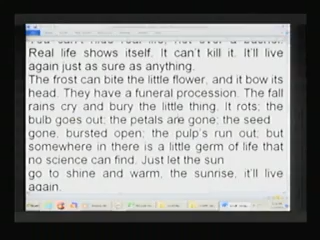 Real life shows itself. It can't kill it. It'll live
again just as sure as anything.
The frost can bite the little flower, and it bow its
head. They have a funeral procession. The fall
rains cry and bury the little thing. It rots; the
bulb goes out; the petals are gone; the seed
gone, bursted open; the pulp's run out; but
somewhere in there is a little germ of life that
no science can find. Just let the sun
go to shine and warm, the sunrise, it'll live
again.